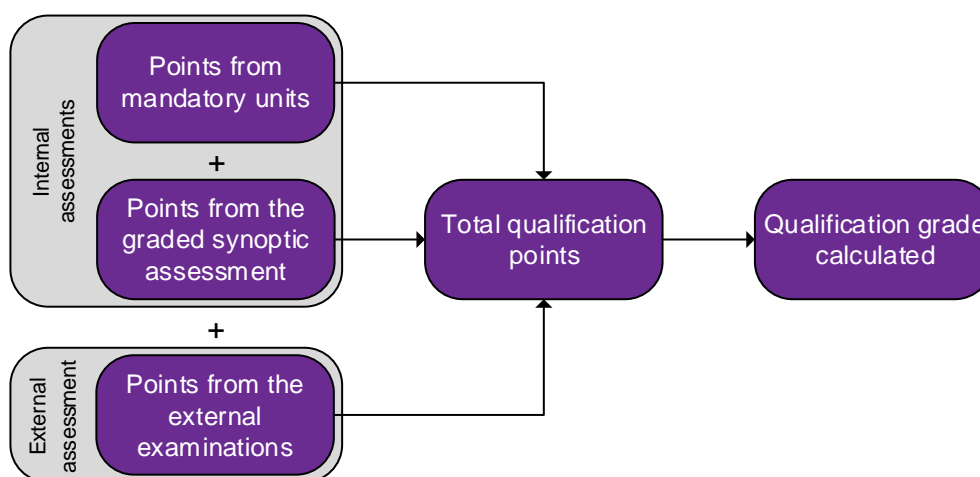 Internal
assessments
Points from
mandatory units
+
Points from the
graded synoptic
assessment
+
External
assessment
Points from the
external
examinations
Total qualification
points
Qualification grade
calculated